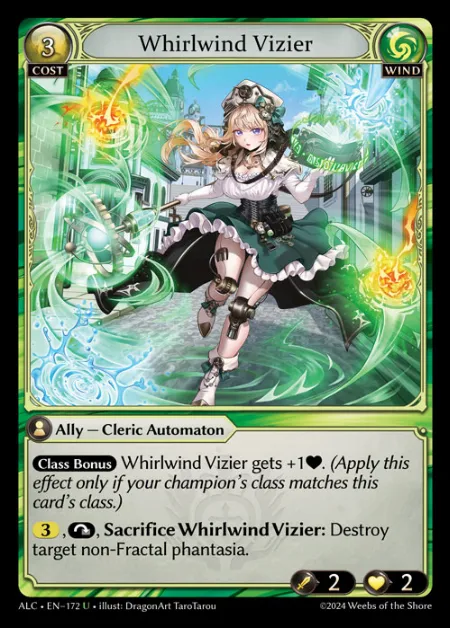 3
Whirlwind Vizier
COST
WIND
Ally — Cleric Automaton
Class Bonus Whirlwind Vizier gets +1♥. (Apply this
effect only if your champion's class matches this
card's class.)
3 , , Sacrifice Whirlwind Vizier: Destroy
target non-Fractal phantasia.
2 2
ALC • EN-172 U • illust: DragonArt TaroTarou ©2024 Weebs of the Shore